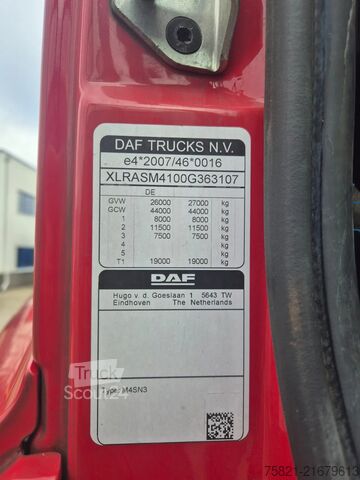 DAF TRUCKS N.V.
e4*2007/46*0016
XLRASM4100G363107
DE
GVW 26000 27000 kg
GCW 44000 44000 kg
1 8000 8000 kg
2 11500 11500 kg
3 7500 7500 kg
4 kg
5 kg
T1 19000 19000 kg
DAF
Hugo v. d. Goeslaan 1 5643 TW
Eindhoven The Netherlands
Type: M4SN3
Truck
Scout24
75821-21679613